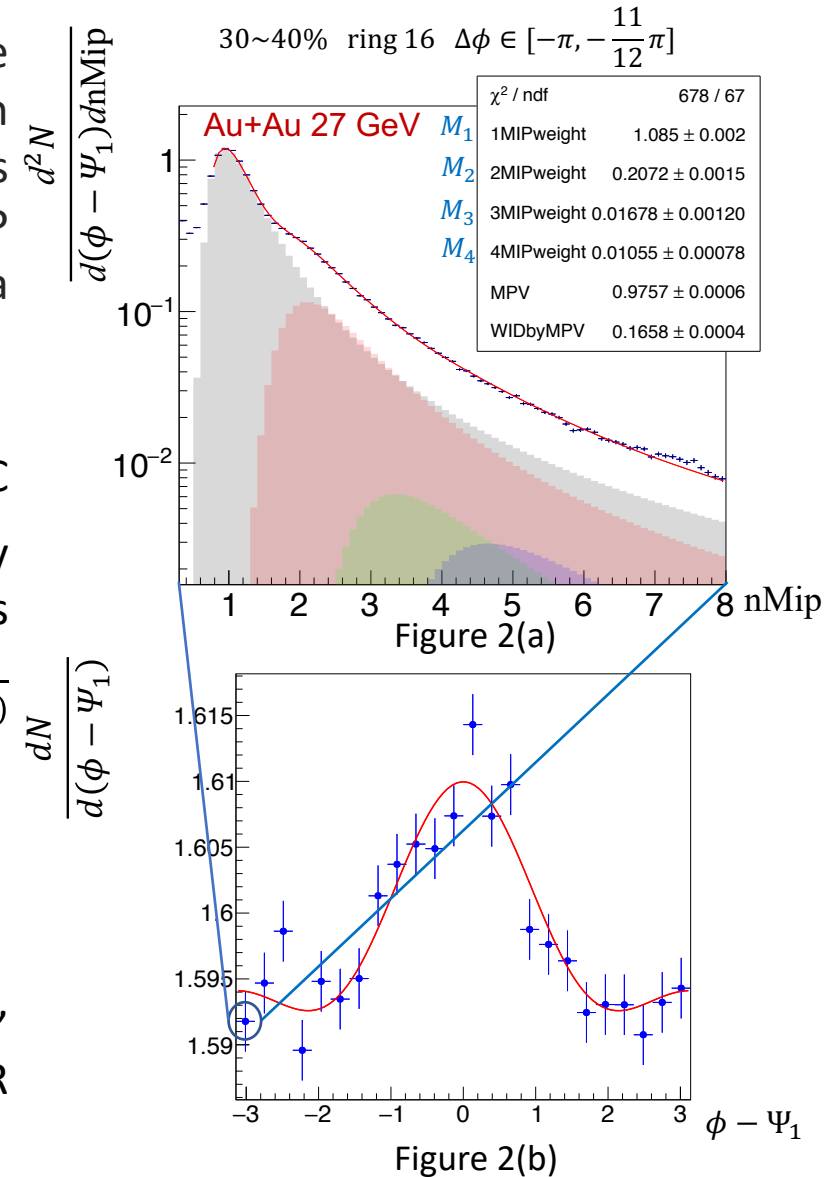 30~40% ring 16 Δϕ ∈ [−π, − 11/12 π]
d²N / d(ϕ − Ψ₁)dnMip
Au+Au 27 GeV
χ² / ndf 678 / 67
M₁ 1MIPweight 1.085 ± 0.002
M₂ 2MIPweight 0.2072 ± 0.0015
M₃ 3MIPweight 0.01678 ± 0.00120
M₄ 4MIPweight 0.01055 ± 0.00078
MPV 0.9757 ± 0.0006
WIDbyMPV 0.1658 ± 0.0004
1
10⁻¹
10⁻²
1 2 3 4 5 6 7 8 nMip
Figure 2(a)
dN / d(ϕ − Ψ₁)
1.615
1.61
1.605
1.6
1.595
1.59
−3 −2 −1 0 1 2 3 ϕ − Ψ₁
Figure 2(b)